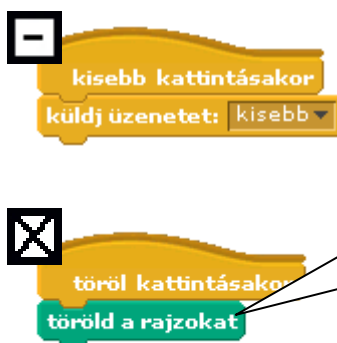 kisebb kattintásakor
küldj üzenetet: kisebb
töröl kattintásakor
töröld a rajzokat